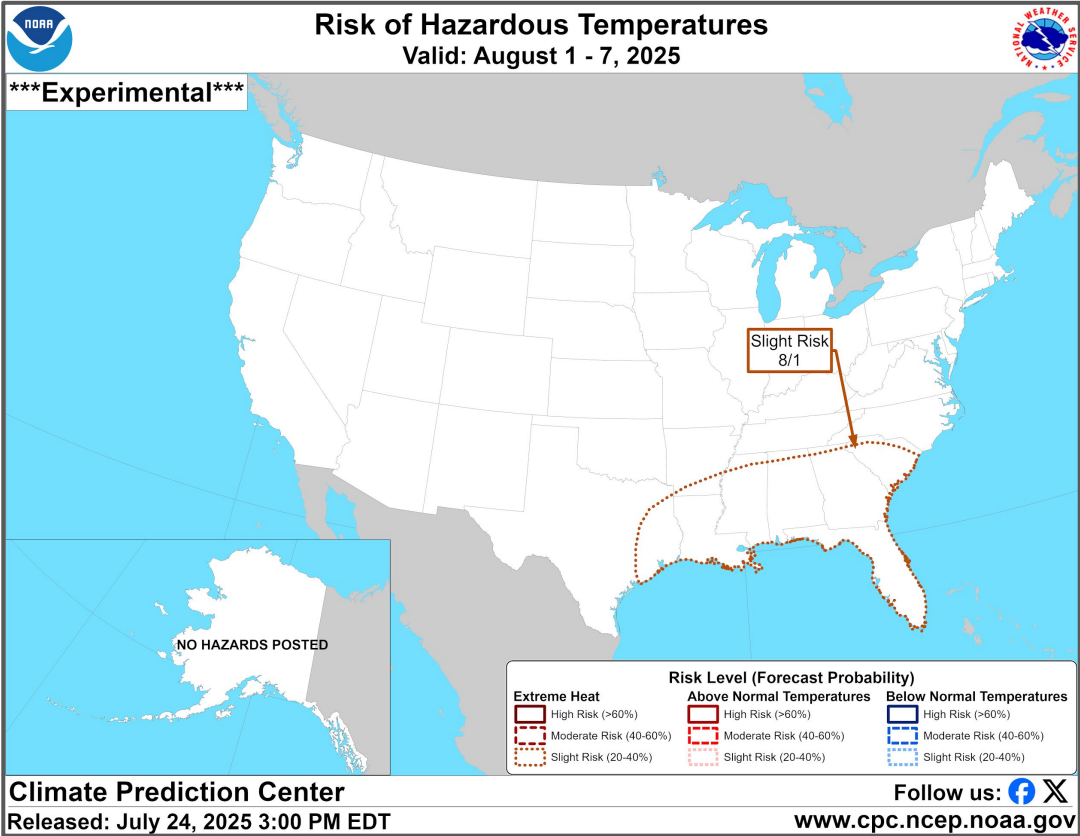 NOAA
Risk of Hazardous Temperatures
Valid: August 1 - 7, 2025
NATIONAL WEATHER SERVICE
***Experimental***
Slight Risk
8/1
NO HAZARDS POSTED
Risk Level (Forecast Probability)
Extreme Heat
High Risk (>60%)
Moderate Risk (40-60%)
Slight Risk (20-40%)
Above Normal Temperatures
High Risk (>60%)
Moderate Risk (40-60%)
Slight Risk (20-40%)
Below Normal Temperatures
High Risk (>60%)
Moderate Risk (40-60%)
Slight Risk (20-40%)
Climate Prediction Center
Follow us:
Released: July 24, 2025 3:00 PM EDT
www.cpc.ncep.noaa.gov